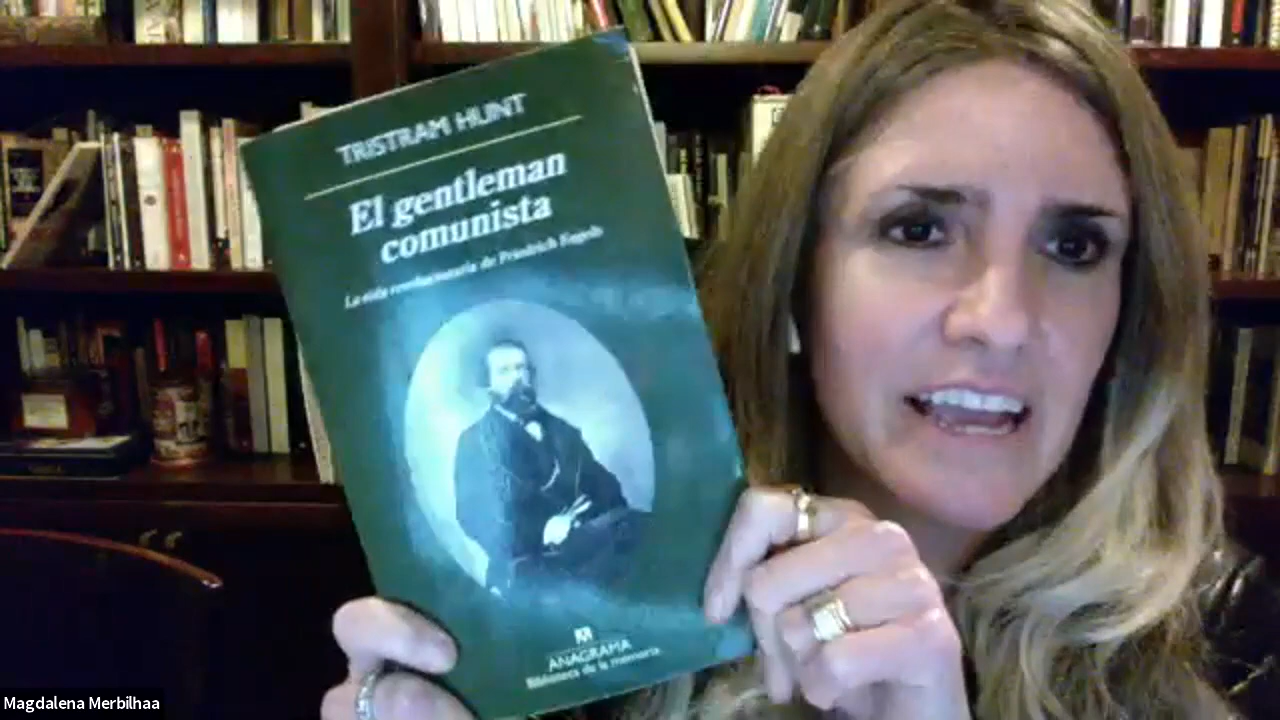 TRISTRAM HUNT
El gentleman
comunista
La vida revolucionaria de Friedrich Engels
ANAGRAMA
Biblioteca de la memoria
Magdalena Merbilhaa